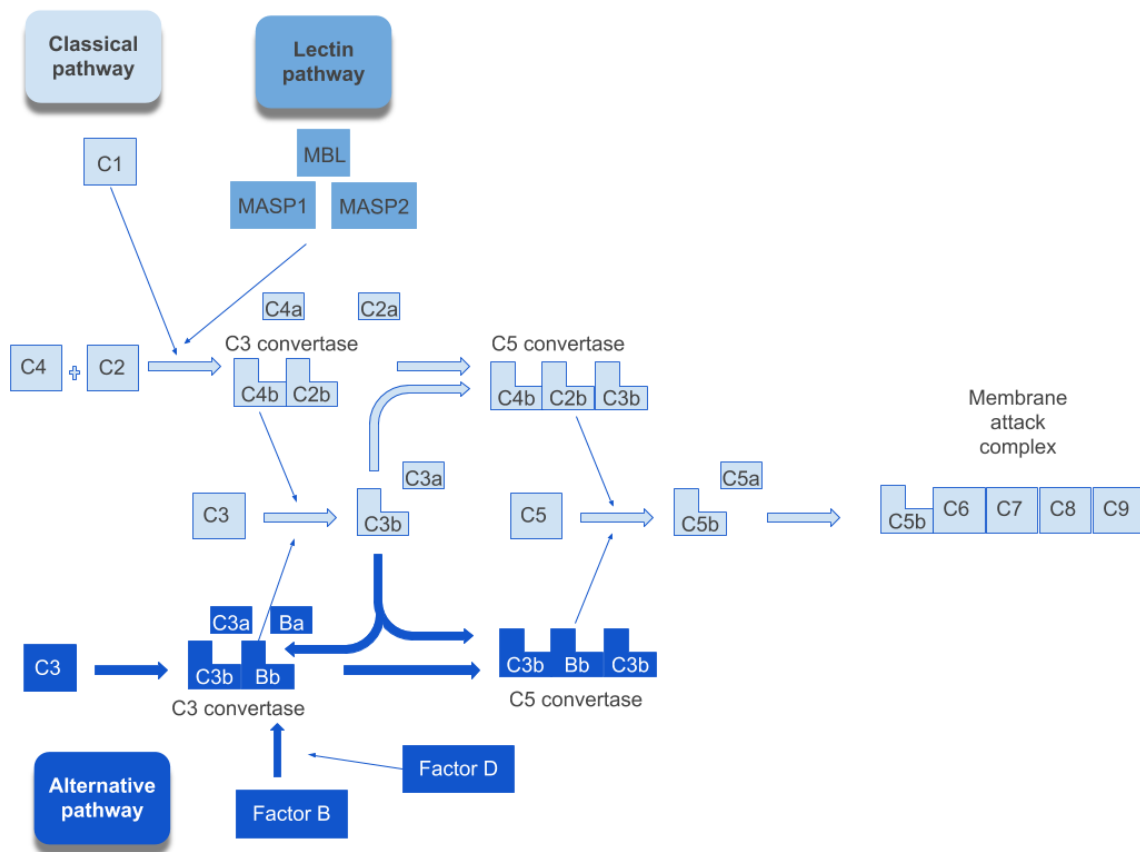 Classical
pathway
Lectin
pathway
C1
MBL
MASP1
MASP2
C4a
C2a
C3 convertase
C5 convertase
C4
C2
C4b
C2b
C4b
C2b
C3b
Membrane
attack
complex
C3a
C5a
C3
C3b
C5
C5b
C5b
C6
C7
C8
C9
C3a
Ba
C3
C3b
Bb
C3b
Bb
C3b
C3 convertase
C5 convertase
Alternative
pathway
Factor D
Factor B